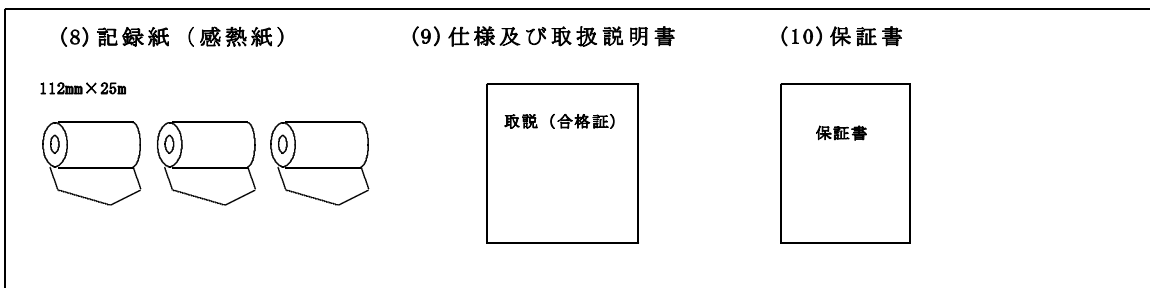 (8)記録紙（感熱紙）
(9)仕様及び取扱説明書
(10)保証書
112mm×25m
取説（合格証）
保証書